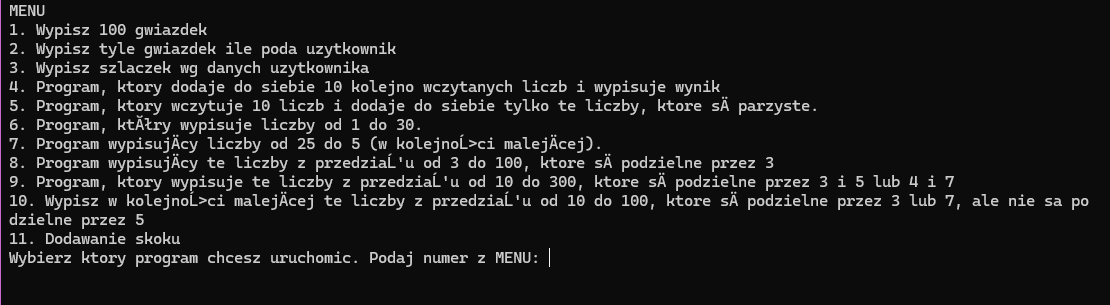 MENU
1. Wypisz 100 gwiazdek
2. Wypisz tyle gwiazdek ile poda uzytkownik
3. Wypisz szlaczek wg danych uzytkownika
4. Program, ktory dodaje do siebie 10 kolejno wczytanych liczb i wypisuje wynik
5. Program, ktory wczytuje 10 liczb i dodaje do siebie tylko te liczby, ktore sÄ parzyste.
6. Program, ktĂłry wypisuje liczby od 1 do 30.
7. Program wypisujÄcy liczby od 25 do 5 (w kolejnoĹ>ci malejÄcej).
8. Program wypisujÄcy te liczby z przedziaĹ'u od 3 do 100, ktore sÄ podzielne przez 3
9. Program, ktory wypisuje te liczby z przedziaĹ'u od 10 do 300, ktore sÄ podzielne przez 3 i 5 lub 4 i 7
10. Wypisz w kolejnoĹ>ci malejÄcej te liczby z przedziaĹ'u od 10 do 100, ktore sÄ podzielne przez 3 lub 7, ale nie sa po
dzielne przez 5
11. Dodawanie skoku
Wybierz ktory program chcesz uruchomic. Podaj numer z MENU: